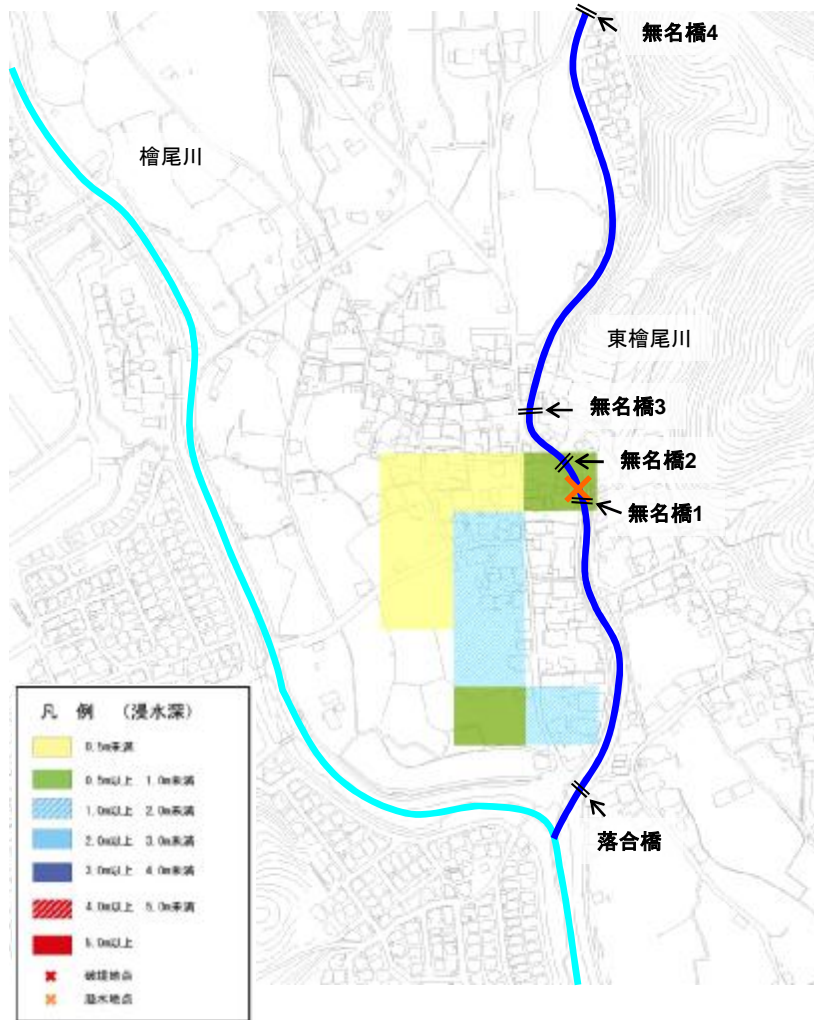 無名橋4
檜尾川
東檜尾川
無名橋3
無名橋2
無名橋1
凡 例 (浸水深)
0.5m未満
0.5m以上 1.0m未満
1.0m以上 2.0m未満
2.0m以上 3.0m未満
3.0m以上 4.0m未満
4.0m以上 5.0m未満
5.0m以上
破堤地点
溢水地点
落合橋